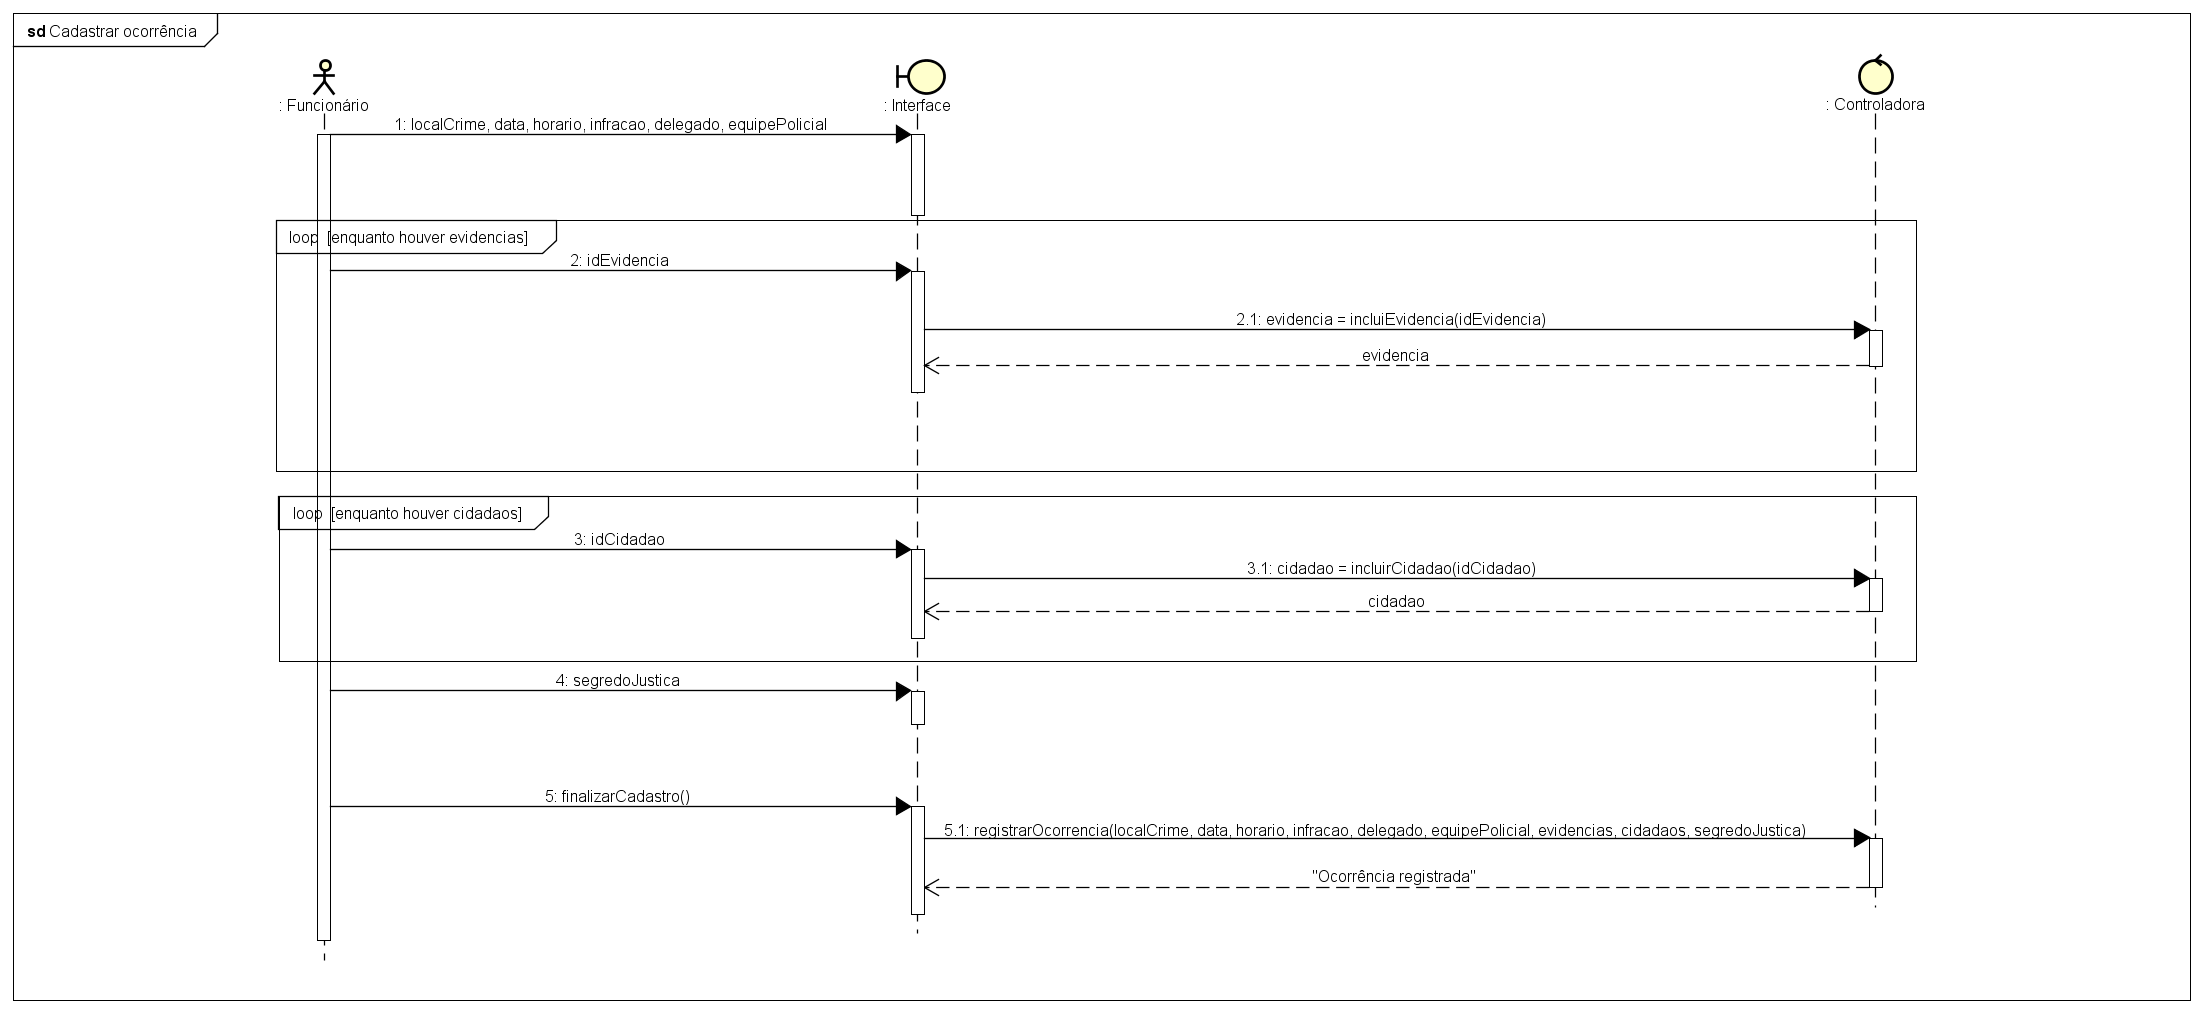 sd Cadastrar ocorrência
: Funcionário
: Interface
: Controladora
1: localCrime, data, horario, infracao, delegado, equipePolicial
loop [enquanto houver evidencias]
2: idEvidencia
2.1: evidencia = incluiEvidencia(idEvidencia)
evidencia
loop [enquanto houver cidadaos]
3: idCidadao
3.1: cidadao = incluirCidadao(idCidadao)
cidadao
4: segredoJustica
5: finalizarCadastro()
5.1: registrarOcorrencia(localCrime, data, horario, infracao, delegado, equipePolicial, evidencias, cidadaos, segredoJustica)
"Ocorrência registrada"